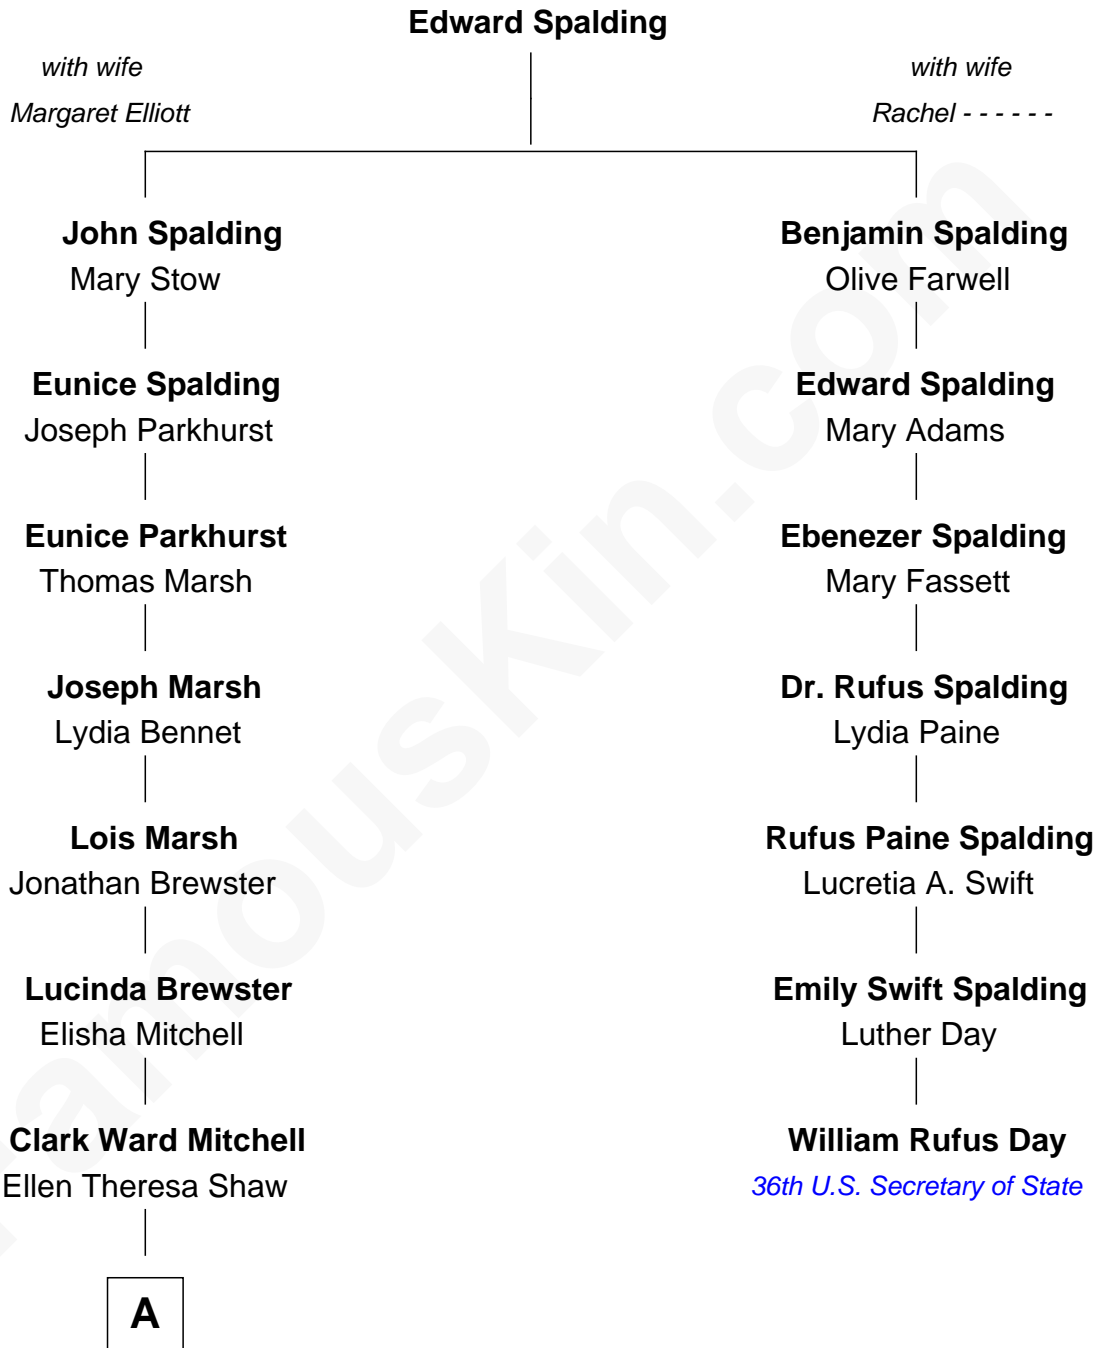 Edward Spalding
with wife
Margaret Elliott
with wife
Rachel - - - - - -
John Spalding
Mary Stow
Benjamin Spalding
Olive Farwell
Eunice Spalding
Joseph Parkhurst
Edward Spalding
Mary Adams
Eunice Parkhurst
Thomas Marsh
Ebenezer Spalding
Mary Fassett
Joseph Marsh
Lydia Bennet
Dr. Rufus Spalding
Lydia Paine
Lois Marsh
Jonathan Brewster
Rufus Paine Spalding
Lucretia A. Swift
Lucinda Brewster
Elisha Mitchell
Emily Swift Spalding
Luther Day
Clark Ward Mitchell
Ellen Theresa Shaw
William Rufus Day
36th U.S. Secretary of State
A
FamousKin.com